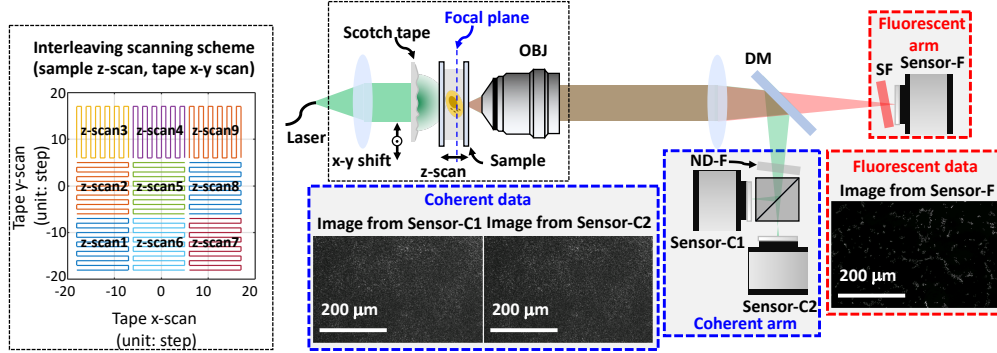 Interleaving scanning scheme
(sample z-scan, tape x-y scan)
Tape y-scan
(unit: step)
20
10
0
-10
-20
z-scan3
z-scan4
z-scan9
z-scan2
z-scan5
z-scan8
z-scan1
z-scan6
z-scan7
-18
-10
0
10
18
Tape x-scan
(unit: step)
Focal plane
Scotch tape
OBJ
Laser
x-y shift
z-scan
Sample
DM
Fluorescent
arm
SF
Sensor-F
ND-F
Sensor-C1
Sensor-C2
Coherent arm
Coherent data
Image from Sensor-C1
Image from Sensor-C2
200 μm
200 μm
Fluorescent data
Image from Sensor-F
200 μm